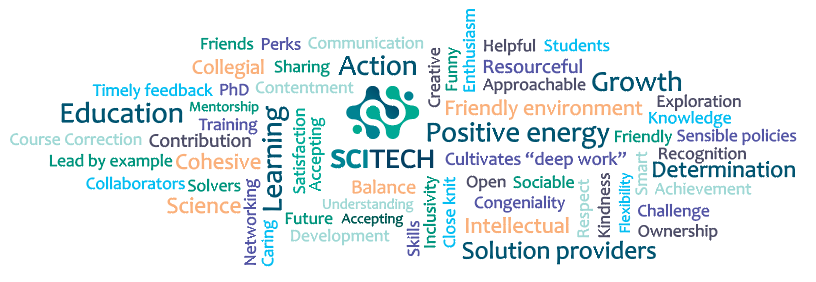 Friends
Perks
Communication
Collegial
Sharing
Action
Timely feedback
PhD
Contentment
Education
Mentorship
Training
Course Correction
Contribution
Lead by example
Cohesive
Learning
Satisfaction
Accepting
Collaborators
Solvers
Science
Networking
Caring
Future
Accepting
Development
Understanding
Balance
SCITECH
Creative
Funny
Enthusiasm
Helpful
Students
Resourceful
Approachable
Growth
Friendly environment
Exploration
Knowledge
Positive energy
Friendly
Sensible policies
Cultivates “deep work”
Smart
Recognition
Determination
Achievement
Open
Sociable
Congeniality
Intellectual
Skills
Inclusivity
Close knit
Respect
Kindness
Flexibility
Challenge
Ownership
Solution providers